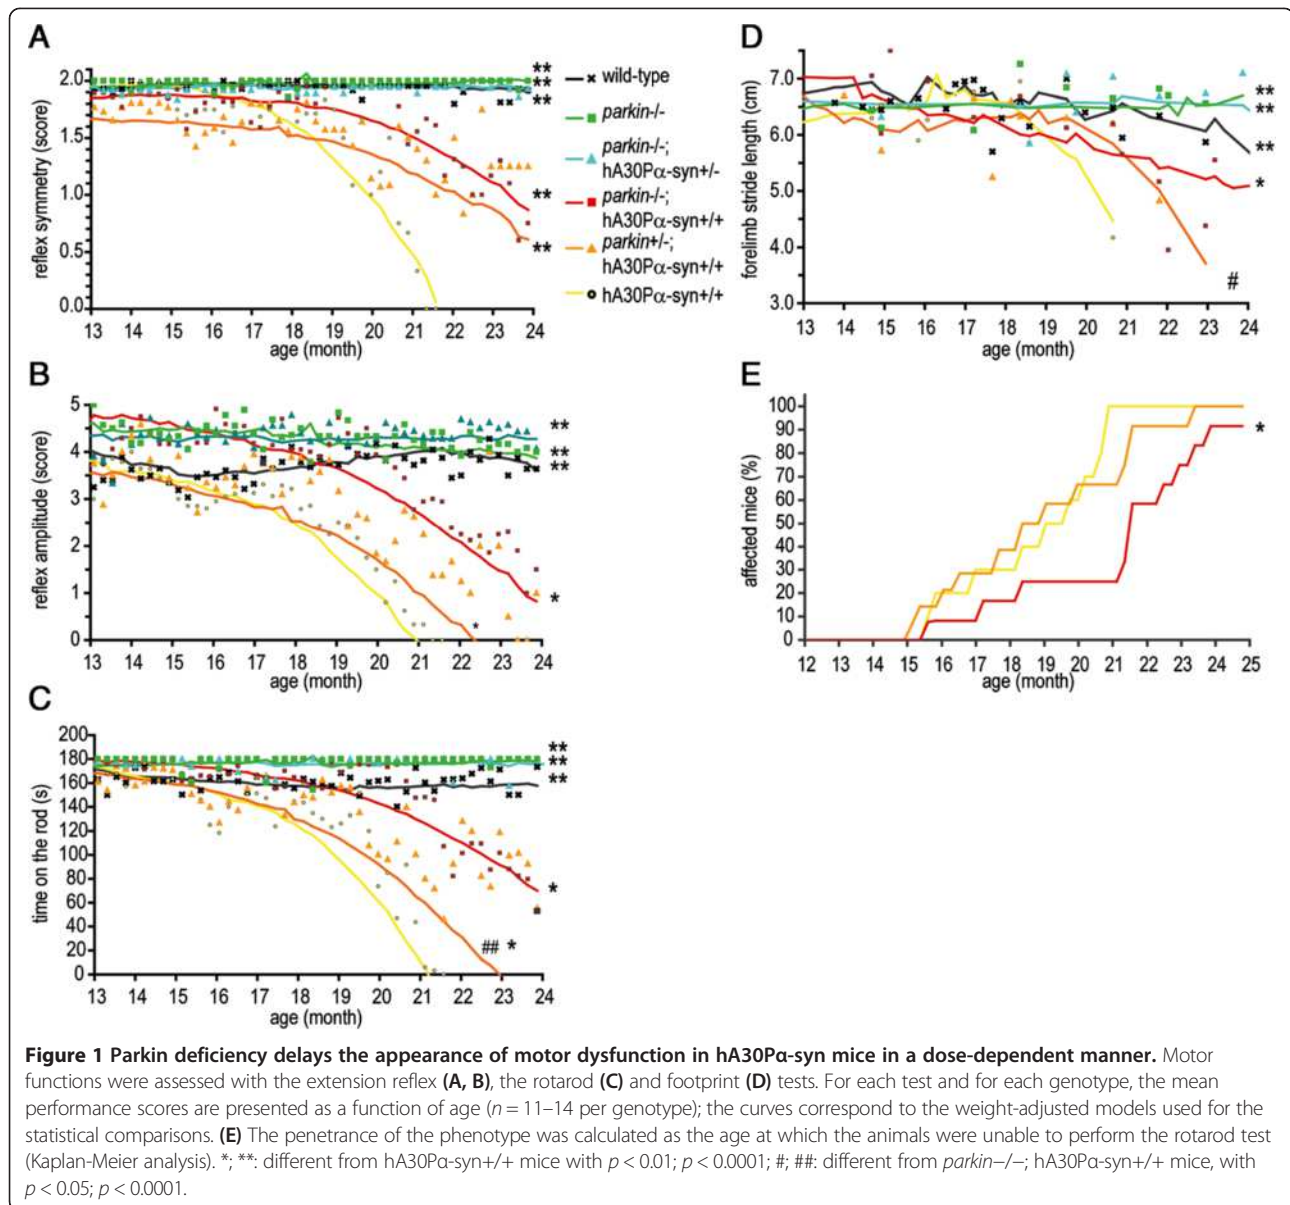 A
reflex symmetry (score)
2.0
1.5
1.0
0.5
0.0
13 14 15 16 17 18 19 20 21 22 23 24
age (month)
**
**
**
**
**
wild-type
parkin-/-
parkin-/-;
hA30Pα-syn+/-
parkin-/-;
hA30Pα-syn+/+
parkin+/-;
hA30Pα-syn+/+
hA30Pα-syn+/+
D
forelimb stride length (cm)
7.0
6.0
5.0
4.0
3.0
13 14 15 16 17 18 19 20 21 22 23 24
age (month)
**
**
**
*
#
B
reflex amplitude (score)
5
4
3
2
1
0
13 14 15 16 17 18 19 20 21 22 23 24
age (month)
**
**
**
*
*
E
affected mice (%)
100
90
80
70
60
50
40
30
20
10
0
12 13 14 15 16 17 18 19 20 21 22 23 24 25
age (month)
*
C
time on the rod (s)
200
180
160
140
120
100
80
60
40
20
0
13 14 15 16 17 18 19 20 21 22 23 24
age (month)
**
**
**
*
## *
Figure 1 Parkin deficiency delays the appearance of motor dysfunction in hA30Pα-syn mice in a dose-dependent manner. Motor
functions were assessed with the extension reflex (A, B), the rotarod (C) and footprint (D) tests. For each test and for each genotype, the mean
performance scores are presented as a function of age (n = 11–14 per genotype); the curves correspond to the weight-adjusted models used for the
statistical comparisons. (E) The penetrance of the phenotype was calculated as the age at which the animals were unable to perform the rotarod test
(Kaplan-Meier analysis). *; **: different from hA30Pα-syn+/+ mice with p < 0.01; p < 0.0001; #; ##: different from parkin−/−; hA30Pα-syn+/+ mice, with
p < 0.05; p < 0.0001.